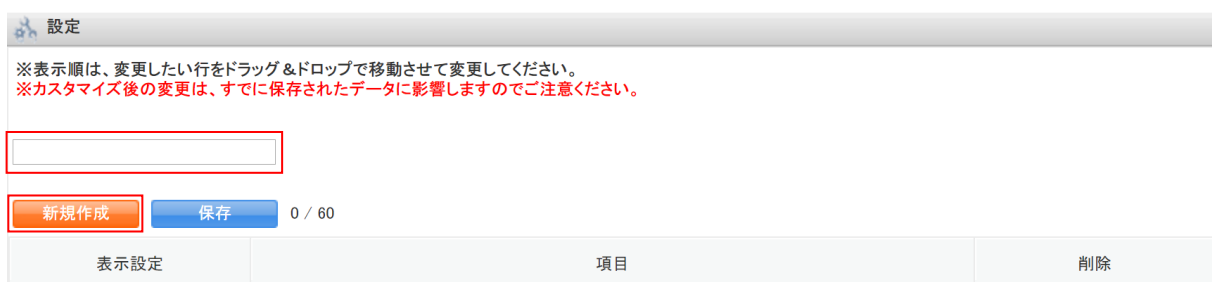 設定
※表示順は、変更したい行をドラッグ＆ドロップで移動させて変更してください。
※カスタマイズ後の変更は、すでに保存されたデータに影響しますのでご注意ください。
新規作成 保存 0 / 60
表示設定 項目 削除